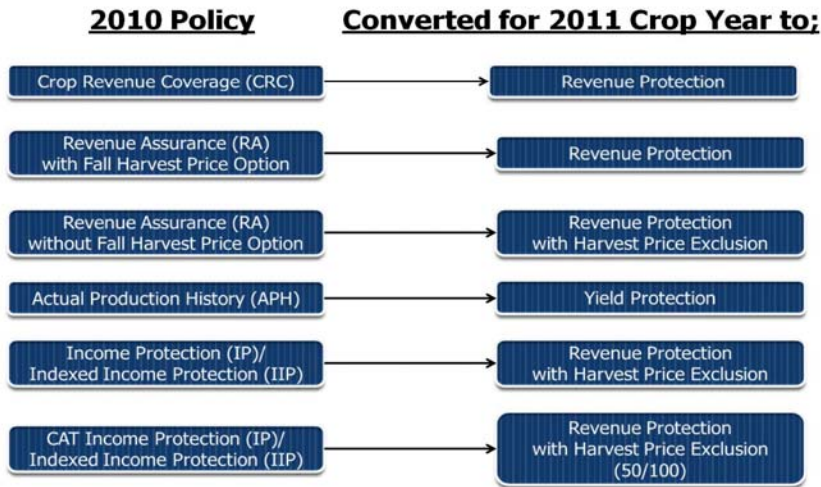 2010 Policy
Converted for 2011 Crop Year to;
Crop Revenue Coverage (CRC)
Revenue Protection
Revenue Assurance (RA)
with Fall Harvest Price Option
Revenue Protection
Revenue Assurance (RA)
without Fall Harvest Price Option
Revenue Protection
with Harvest Price Exclusion
Actual Production History (APH)
Yield Protection
Income Protection (IP)/
Indexed Income Protection (IIP)
Revenue Protection
with Harvest Price Exclusion
CAT Income Protection (IP)/
Indexed Income Protection (IIP)
Revenue Protection
with Harvest Price Exclusion
(50/100)